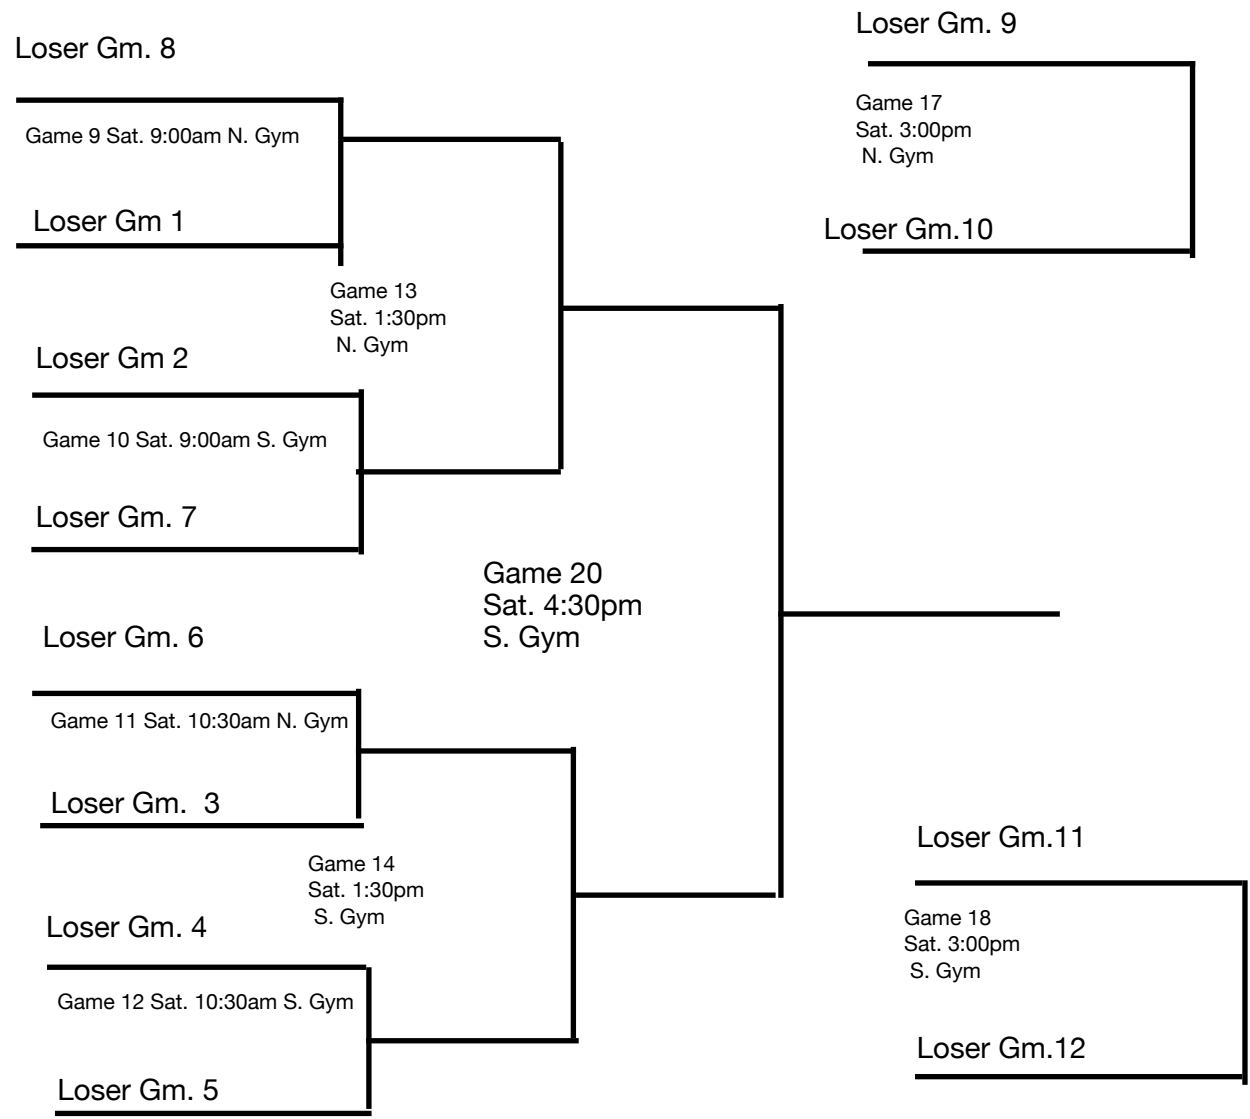 Loser Gm. 8
Game 9 Sat. 9:00am N. Gym
Loser Gm 1
Game 13
Sat. 1:30pm
N. Gym
Loser Gm 2
Game 10 Sat. 9:00am S. Gym
Loser Gm. 7
Game 20
Sat. 4:30pm
S. Gym
Loser Gm. 6
Game 11 Sat. 10:30am N. Gym
Loser Gm.  3
Game 14
Sat. 1:30pm
S. Gym
Loser Gm. 4
Game 12 Sat. 10:30am S. Gym
Loser Gm. 5
Loser Gm. 9
Game 17
Sat. 3:00pm
N. Gym
Loser Gm.10
Loser Gm.11
Game 18
Sat. 3:00pm
S. Gym
Loser Gm.12